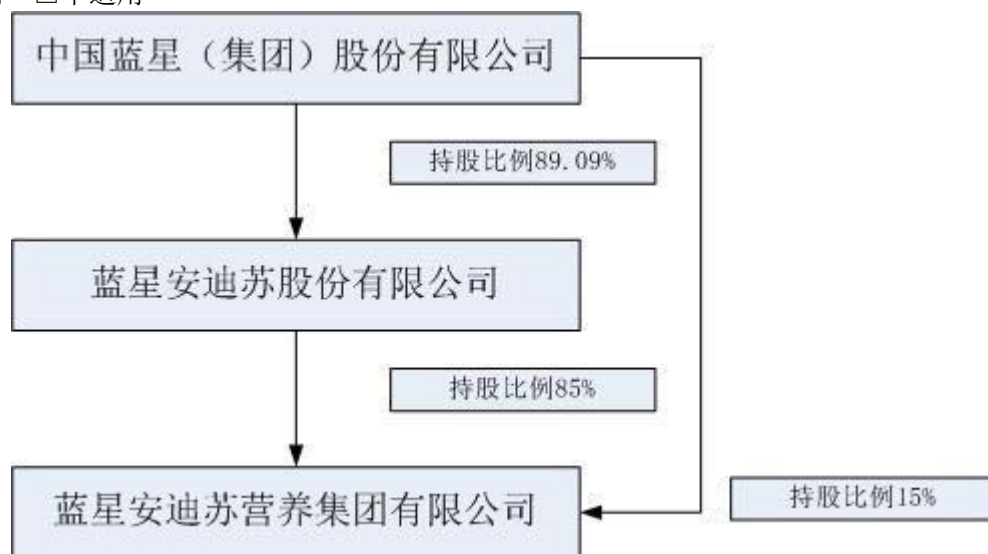 中国蓝星（集团）股份有限公司
持股比例89.09%
蓝星安迪苏股份有限公司
持股比例85%
蓝星安迪苏营养集团有限公司
持股比例15%